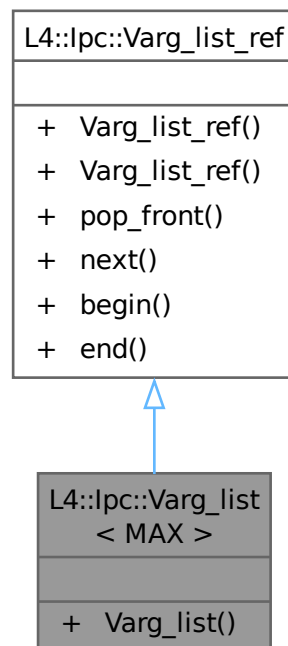 L4::Ipc::Varg_list_ref
+ Varg_list_ref()
+ Varg_list_ref()
+ pop_front()
+ next()
+ begin()
+ end()
L4::Ipc::Varg_list
< MAX >
+ Varg_list()